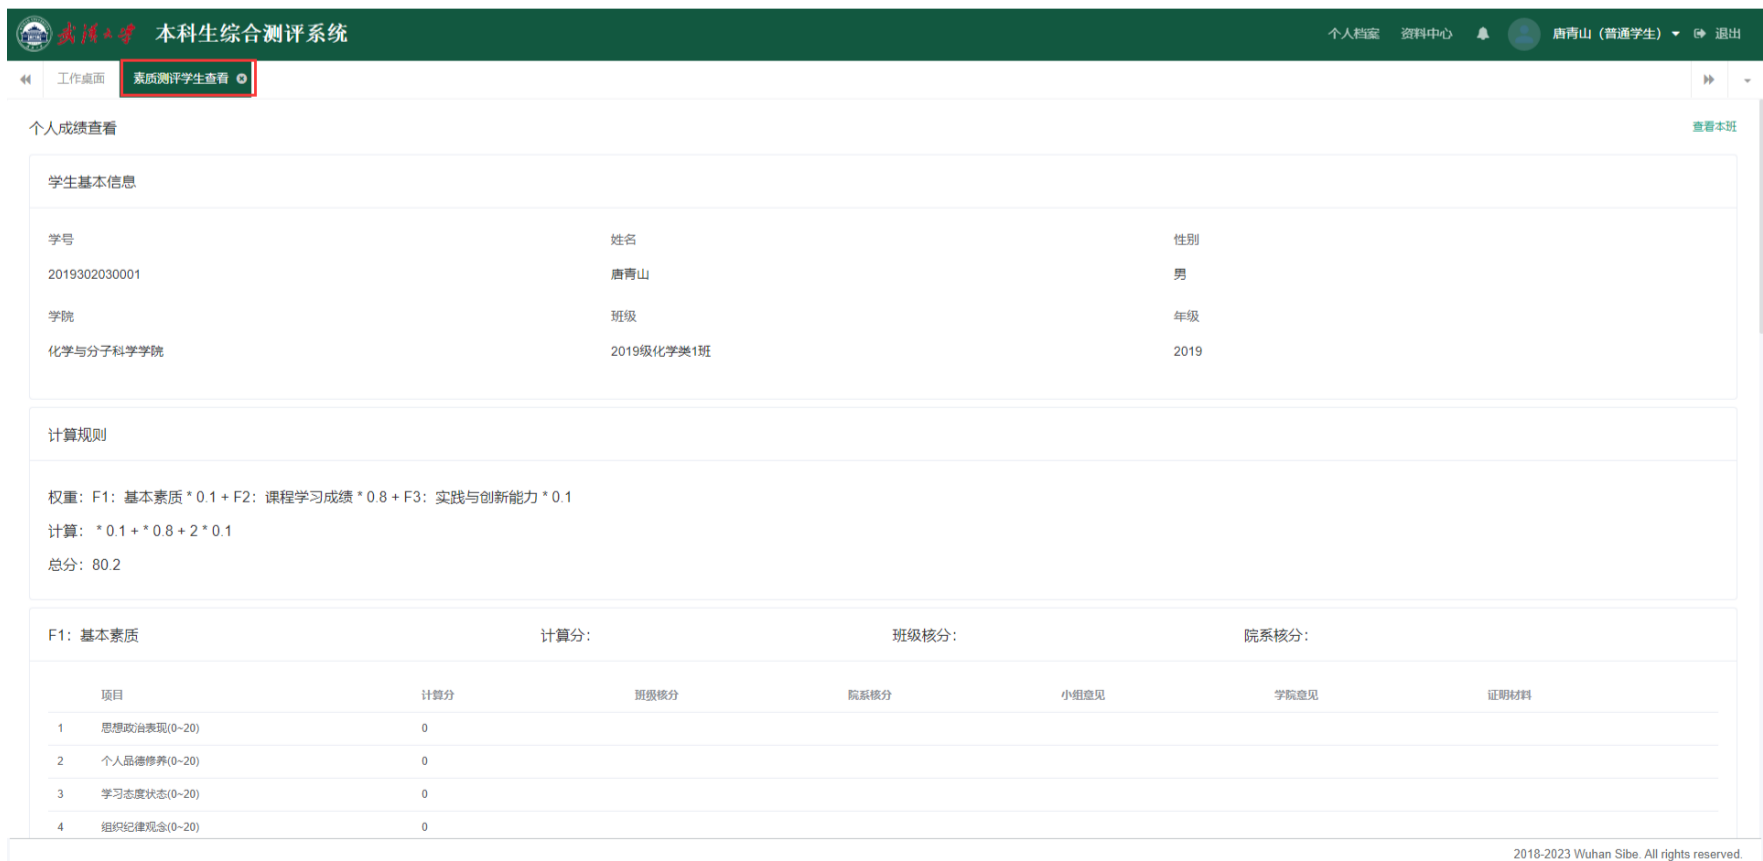 武汉大学 本科生综合测评系统 个人档案 资料中心 唐青山（普通学生） 退出
工作桌面 素质测评学生查看
个人成绩查看 查看本班
学生基本信息
学号 姓名 性别
2019302030001 唐青山 男
学院 班级 年级
化学与分子科学学院 2019级化学类1班 2019
计算规则
权重：F1：基本素质 * 0.1 + F2：课程学习成绩 * 0.8 + F3：实践与创新能力 * 0.1
计算： * 0.1 + * 0.8 + 2 * 0.1
总分：80.2
F1：基本素质 计算分： 班级核分： 院系核分：
项目 计算分 班级核分 院系核分 小组意见 学院意见 证明材料
1 思想政治表现(0~20) 0
2 个人品德修养(0~20) 0
3 学习态度状态(0~20) 0
4 组织纪律观念(0~20) 0
2018-2023 Wuhan Sibe. All rights reserved.